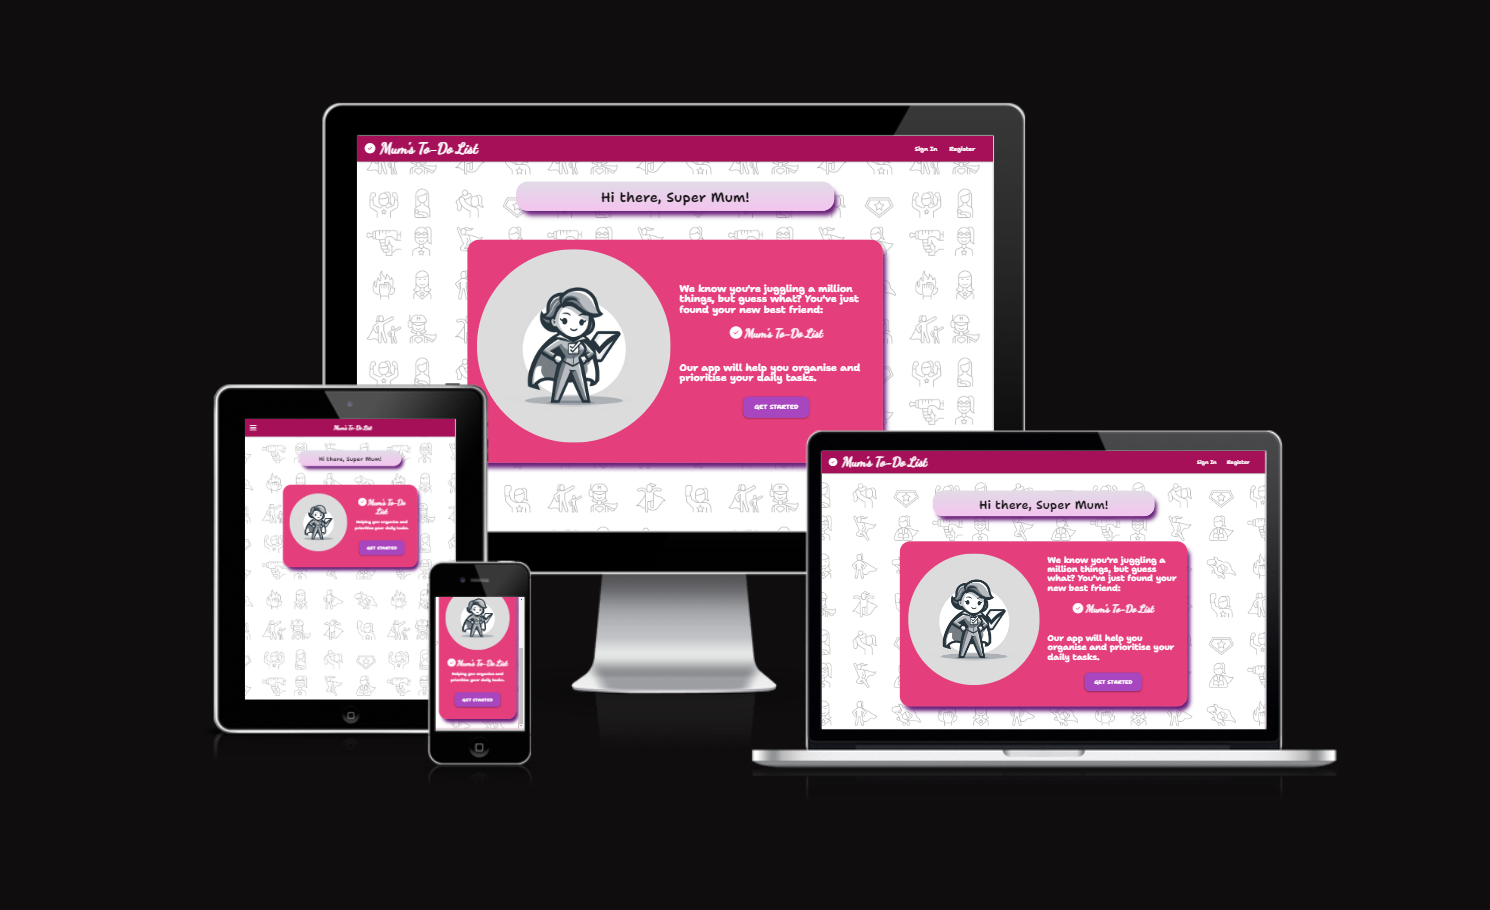 Mum's To-Do List
Sign In Register
Hi there, Super Mum!
We know you're juggling a million
things, but guess what? You've just
found your new best friend:
Mum's To-Do List
Our app will help you organise and
prioritise your daily tasks.
GET STARTED
Mum's To-Do List
Hi there, Super Mum!
Mum's To-Do
List
Helping you organise and
prioritise your daily tasks.
GET STARTED
Mum's To-Do List
Helping you organise and
prioritise your daily tasks.
GET STARTED
Mum's To-Do List
Sign In Register
Hi there, Super Mum!
We know you're juggling a
million things, but guess
what? You've just found your
new best friend:
Mum's To-Do List
Our app will help you
organise and prioritise your
daily tasks.
GET STARTED